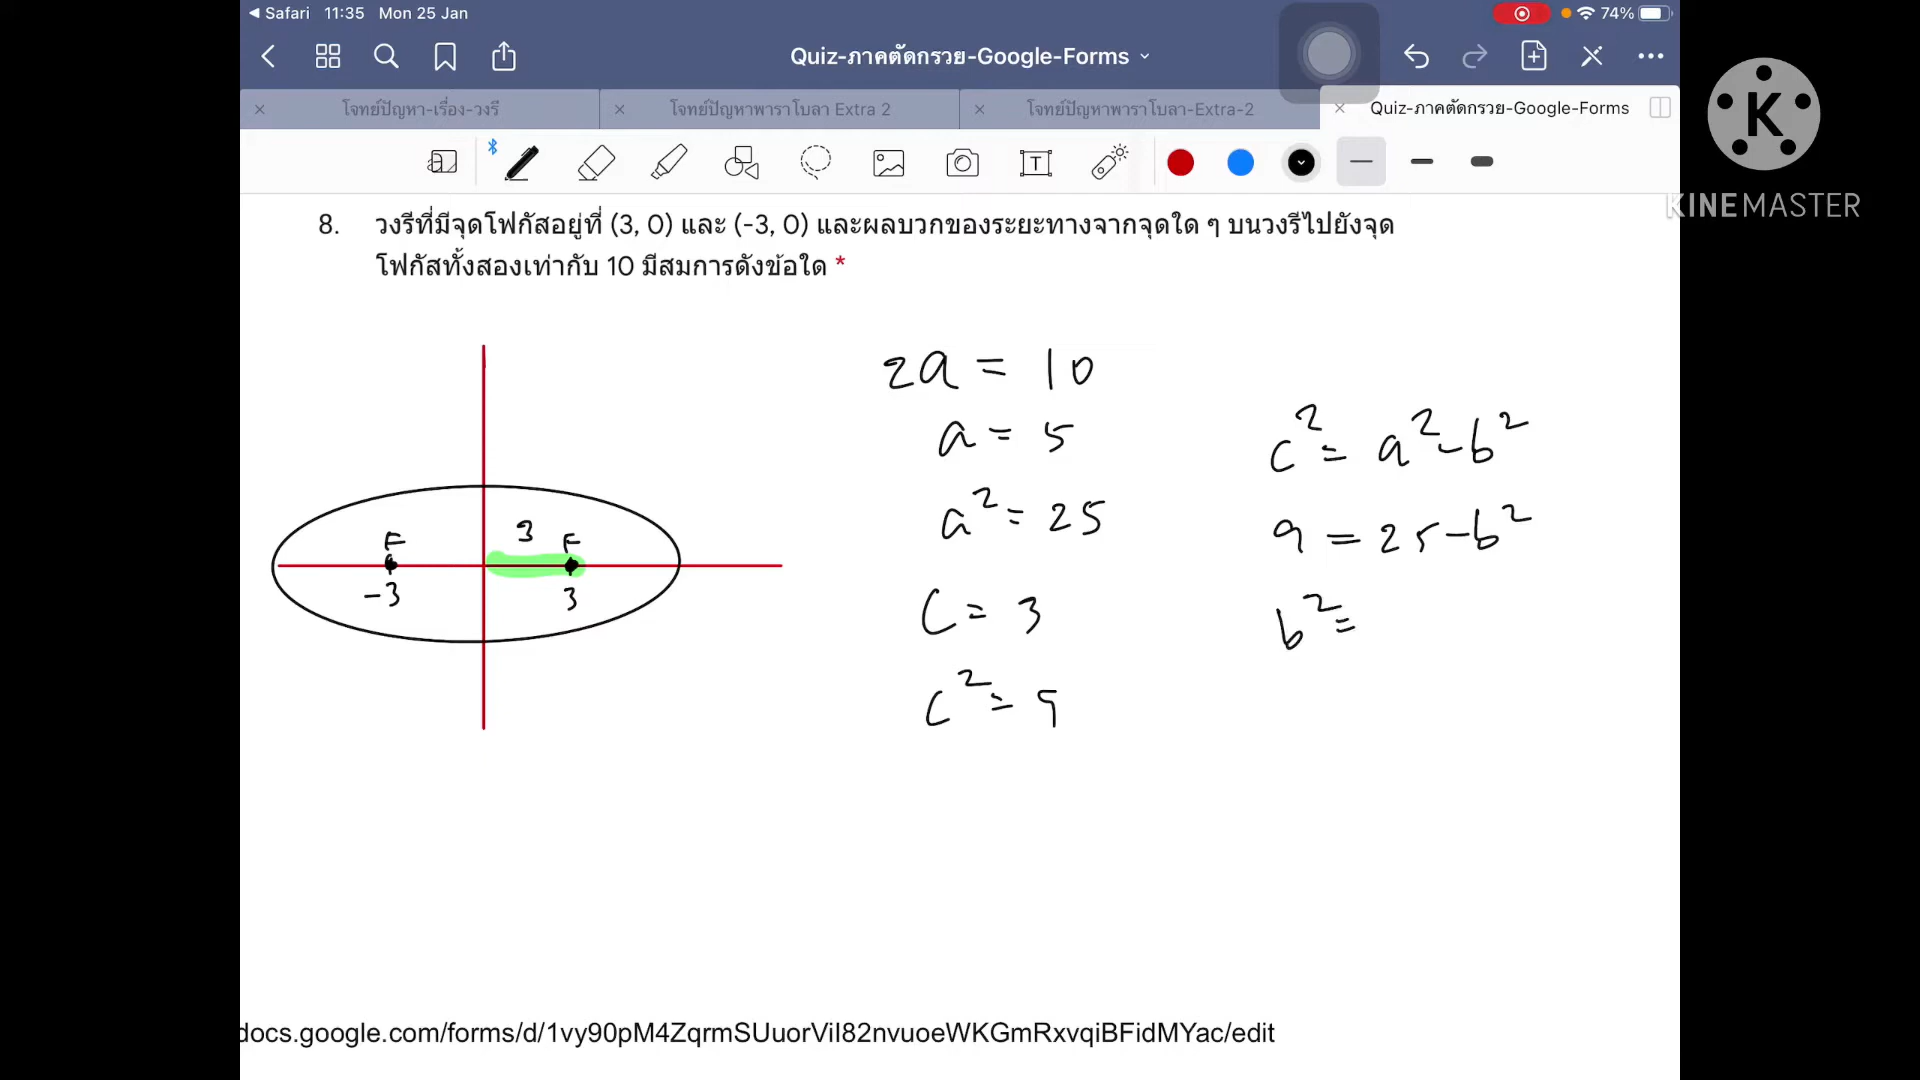 Safari 11:35 Mon 25 Jan 74%
Quiz-ภาคตัดกรวย-Google-Forms
โจทย์ปัญหา-เรื่อง-วงรี
โจทย์ปัญหาพาราโบลา Extra 2
โจทย์ปัญหาพาราโบลา-Extra-2
Quiz-ภาคตัดกรวย-Google-Forms
K
KINEMASTER
8. วงรีที่มีจุดโฟกัสอยู่ที่ (3, 0) และ (-3, 0) และผลบวกของระยะทางจากจุดใด ๆ บนวงรีไปยังจุด
โฟกัสทั้งสองเท่ากับ 10 มีสมการดังข้อใด *
F
-3
3
F
3
2a = 10
a = 5
a² = 25
C = 3
c² = 9
c² = a² - b²
9 = 25 - b²
b² =
docs.google.com/forms/d/1vy90pM4ZqrmSUuorVil82nvuoeWKGmRxvqiBFidMYac/edit